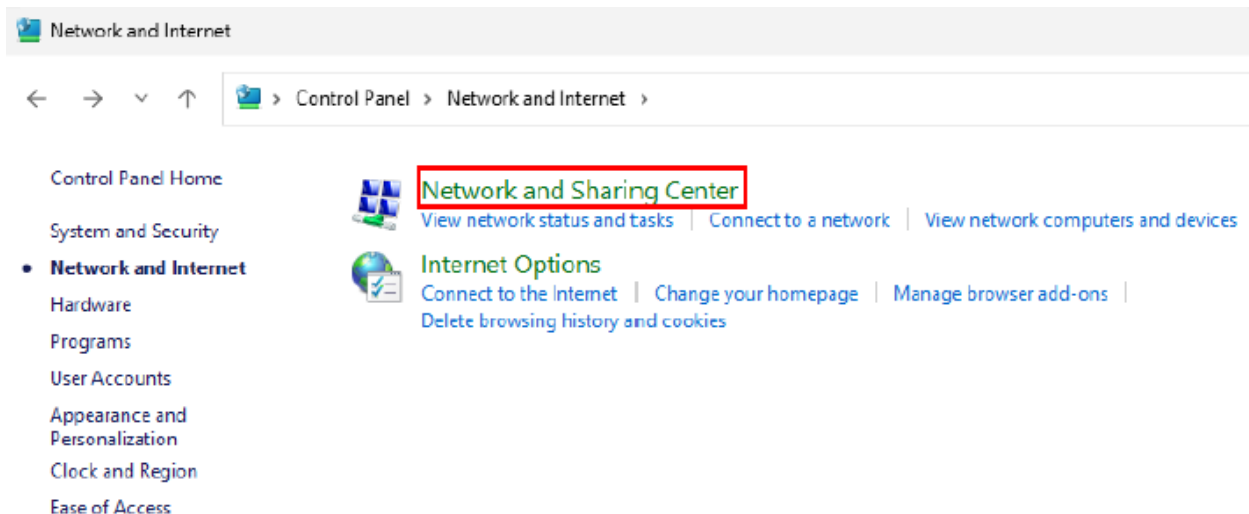 Network and Internet
Control Panel > Network and Internet >
Control Panel Home
System and Security
• Network and Internet
Hardware
Programs
User Accounts
Appearance and
Personalization
Clock and Region
Ease of Access
Network and Sharing Center
View network status and tasks | Connect to a network | View network computers and devices
Internet Options
Connect to the Internet | Change your homepage | Manage browser add-ons |
Delete browsing history and cookies